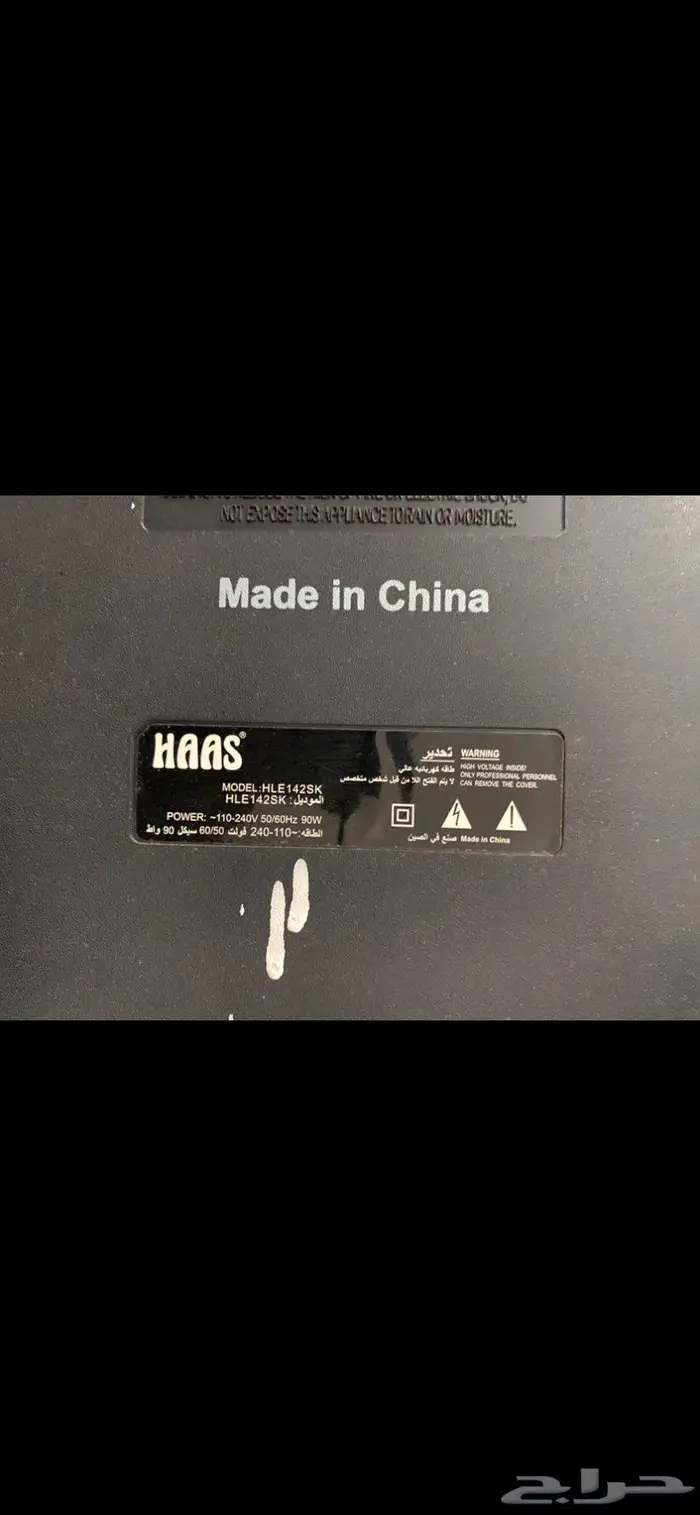 NOT EXPOSE THIS APPLIANCE TO RAIN OR MOISTURE.
Made in China
HAAS®
MODEL:HLE142SK
الموديل: HLE142SK
POWER: ~110-240V 50/60Hz 90W
الطاقة:~110-240 فولت 60/50 سيكل 90 واط
تحذير WARNING
طاقه كهربائيه عالي
لا يتم الفتح اللا من قبل شخص متخصص
HIGH VOLTAGE INSIDE!
ONLY PROFESSIONAL PERSONNEL
CAN REMOVE THE COVER.
صنع في الصين Made in China
حراج